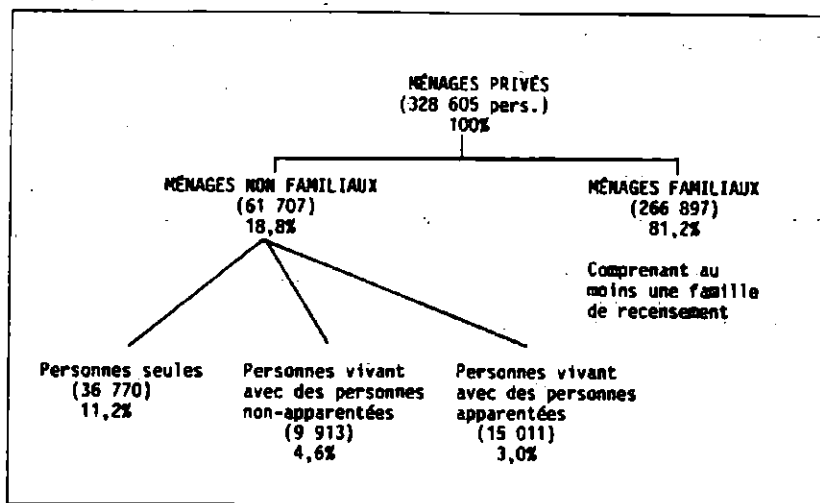 MÉNAGES PRIVÉS
(328 605 pers.)
100%
MÉNAGES NON FAMILIAUX
(61 707)
18,8%
MÉNAGES FAMILIAUX
(266 897)
81,2%
Comprenant au
moins une famille
de recensement
Personnes seules
(36 770)
11,2%
Personnes vivant
avec des personnes
non-apparentées
(9 913)
4,6%
Personnes vivant
avec des personnes
apparentées
(15 011)
3,0%